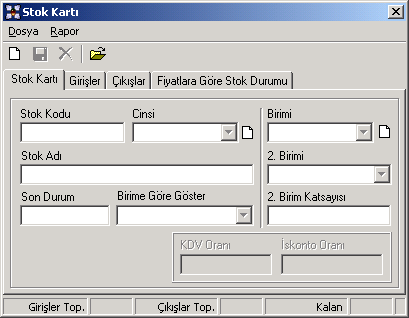 Stok Kartı
Dosya Rapor
Stok Kartı Girişler Çıkışlar Fiyatlara Göre Stok Durumu
Stok Kodu Cinsi Birimi
Stok Adı 2. Birimi
Son Durum Birime Göre Göster 2. Birim Katsayısı
KDV Oranı İskonto Oranı
Girişler Top. Çıkışlar Top. Kalan